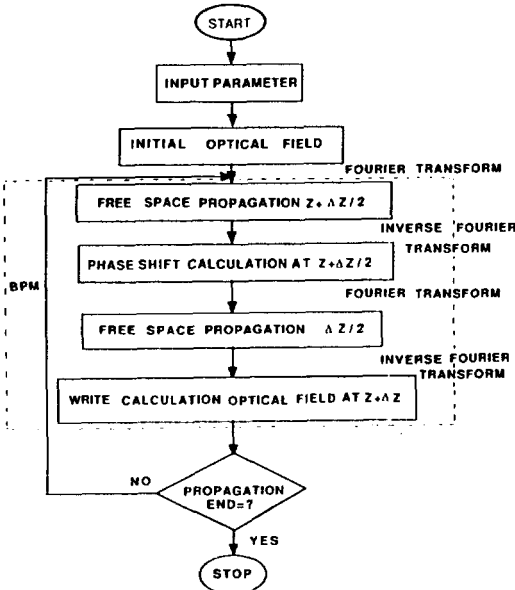 START
INPUT PARAMETER
INITIAL OPTICAL FIELD
FOURIER TRANSFORM
FREE SPACE PROPAGATION Z+ ΔZ/2
INVERSE FOURIER
TRANSFORM
PHASE SHIFT CALCULATION AT Z+ΔZ/2
BPM
FOURIER TRANSFORM
FREE SPACE PROPAGATION ΔZ/2
INVERSE FOURIER
TRANSFORM
WRITE CALCULATION OPTICAL FIELD AT Z+ΔZ
NO
PROPAGATION
END=?
YES
STOP